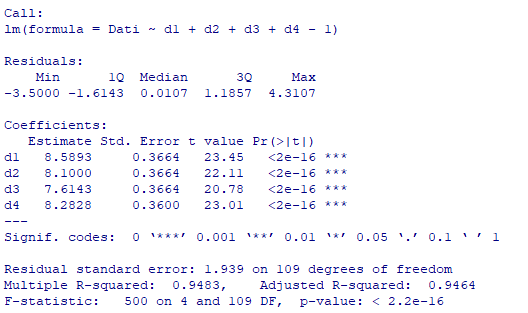 Call:
lm(formula = Dati ~ d1 + d2 + d3 + d4 - 1)
Residuals:
Min 1Q Median 3Q Max
-3.5000 -1.6143 0.0107 1.1857 4.3107
Coefficients:
Estimate Std. Error t value Pr(>|t|)
d1 8.5893 0.3664 23.45 <2e-16 ***
d2 8.1000 0.3664 22.11 <2e-16 ***
d3 7.6143 0.3664 20.78 <2e-16 ***
d4 8.2828 0.3600 23.01 <2e-16 ***
---
Signif. codes: 0 ‘***’ 0.001 ‘**’ 0.01 ‘*’ 0.05 ‘.’ 0.1 ‘ ’ 1
Residual standard error: 1.939 on 109 degrees of freedom
Multiple R-squared: 0.9483, Adjusted R-squared: 0.9464
F-statistic: 500 on 4 and 109 DF, p-value: < 2.2e-16